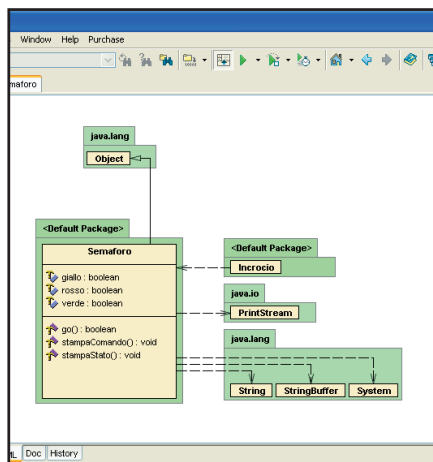 Window Help Purchase
maforo
java.lang
Object
<Default Package>
Semaforo
giallo : boolean
rosso : boolean
verde : boolean
go() : boolean
stampaComando() : void
stampaStato() : void
<Default Package>
Incrocio
java.io
PrintStream
java.lang
String StringBuffer System
ML Doc History